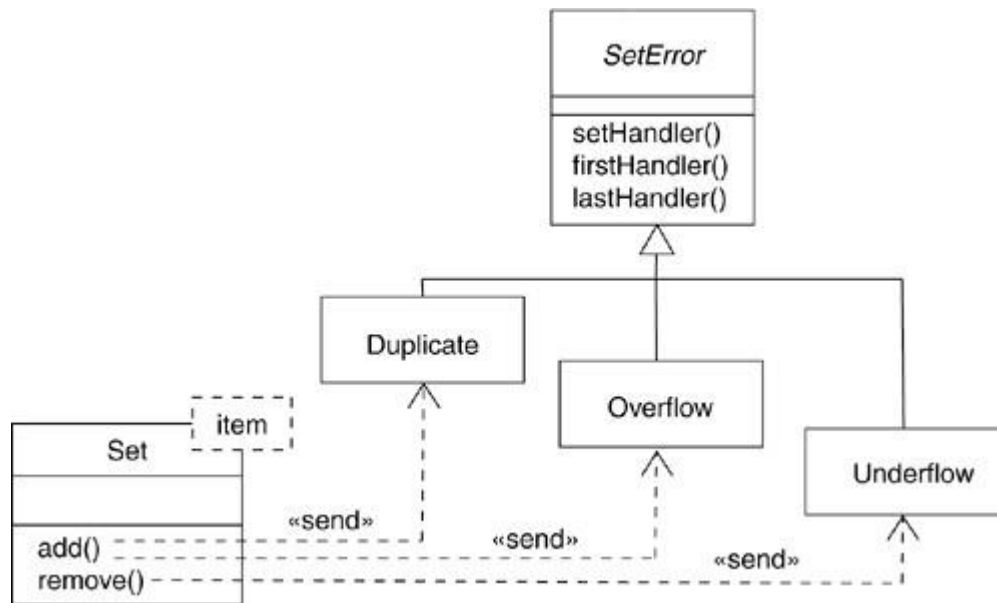 SetError
setHandler()
firstHandler()
lastHandler()
Duplicate
Overflow
item
Set
Underflow
«send»
«send»
add()
«send»
remove()